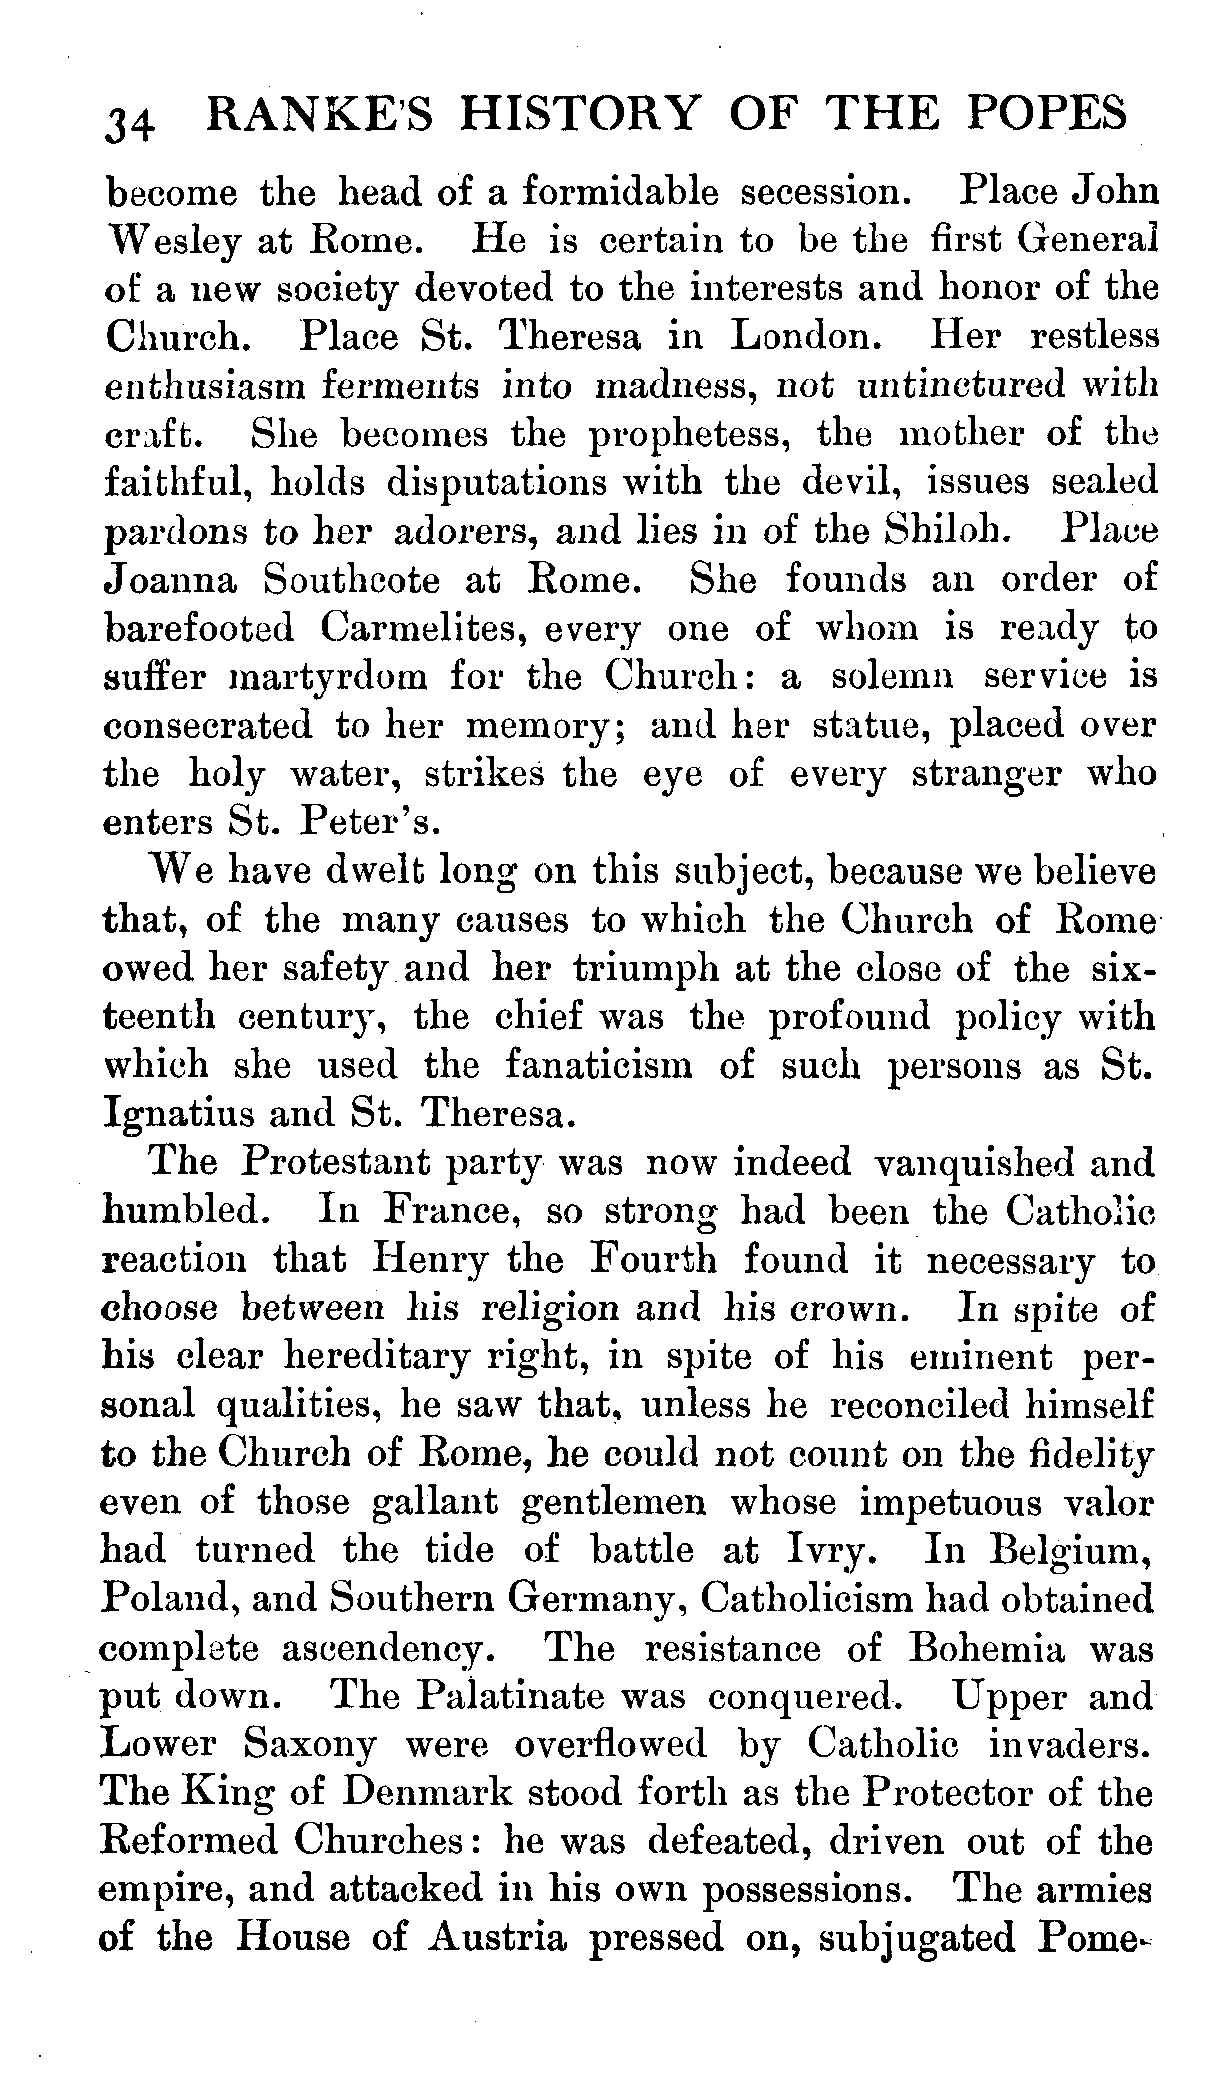 34 RANKE'S HISTORY OF THE POPES
become the head of a formidable secession. Place John
Wesley at Rome. He is certain to be the first General
of a new society devoted to the interests and honor of the
Church. Place St. Theresa in London. Her restless
enthusiasm ferments into madness, not untinctured with
craft. She becomes the prophetess, the mother of the
faithful, holds disputations with the devil, issues sealed
pardons to her adorers, and lies in of the Shiloh. Place
Joanna Southcote at Rome. She founds an order of
barefooted Carmelites, every one of whom is ready to
suffer martyrdom for the Church: a solemn service is
consecrated to her memory; and her statue, placed over
the holy water, strikes the eye of every stranger who
enters St. Peter's.
We have dwelt long on this subject, because we believe
that, of the many causes to which the Church of Rome
owed her safety and her triumph at the close of the six-
teenth century, the chief was the profound policy with
which she used the fanaticism of such persons as St.
Ignatius and St. Theresa.
The Protestant party was now indeed vanquished and
humbled. In France, so strong had been the Catholic
reaction that Henry the Fourth found it necessary to
choose between his religion and his crown. In spite of
his clear hereditary right, in spite of his eminent per-
sonal qualities, he saw that, unless he reconciled himself
to the Church of Rome, he could not count on the fidelity
even of those gallant gentlemen whose impetuous valor
had turned the tide of battle at Ivry. In Belgium,
Poland, and Southern Germany, Catholicism had obtained
complete ascendency. The resistance of Bohemia was
put down. The Palatinate was conquered. Upper and
Lower Saxony were overflowed by Catholic invaders.
The King of Denmark stood forth as the Protector of the
Reformed Churches: he was defeated, driven out of the
empire, and attacked in his own possessions. The armies
of the House of Austria pressed on, subjugated Pome-